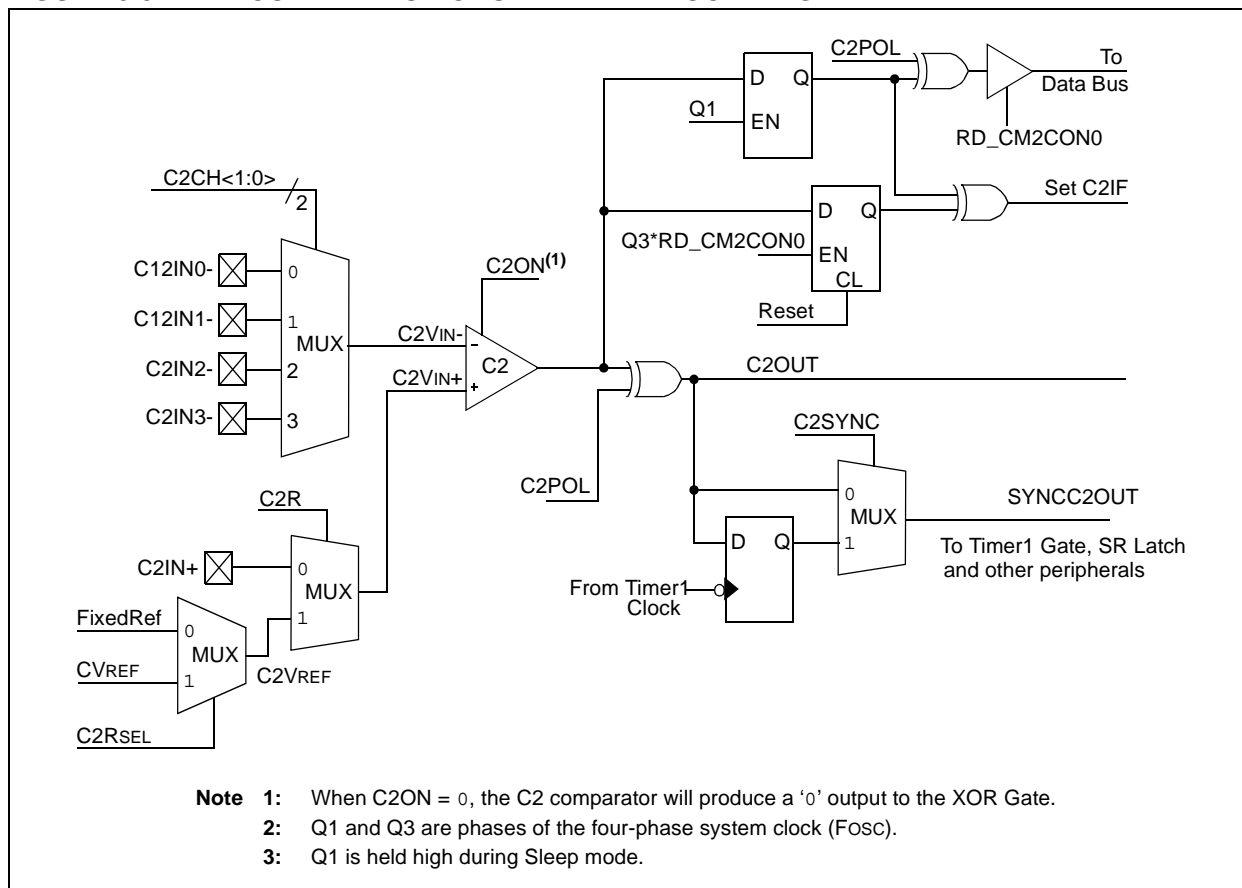 C2POL
D Q
To
Data Bus
Q1
EN
RD_CM2CON0
C2CH<1:0>
2
D Q
Set C2IF
Q3*RD_CM2CON0
EN
CL
Reset
C12IN0-
0
C2ON(1)
C12IN1-
1
MUX
C2VIN-
-
C2
C2IN2-
2
C2VIN+
+
C2IN3-
3
C2OUT
C2SYNC
C2POL
C2R
0
MUX
SYNCC2OUT
D Q
1
To Timer1 Gate, SR Latch
and other peripherals
From Timer1
Clock
C2IN+
0
MUX
1
FixedRef
0
MUX
CVREF
1
C2VREF
C2RSEL
Note 1: When C2ON = 0, the C2 comparator will produce a ‘0’ output to the XOR Gate.
2: Q1 and Q3 are phases of the four-phase system clock (FOSC).
3: Q1 is held high during Sleep mode.